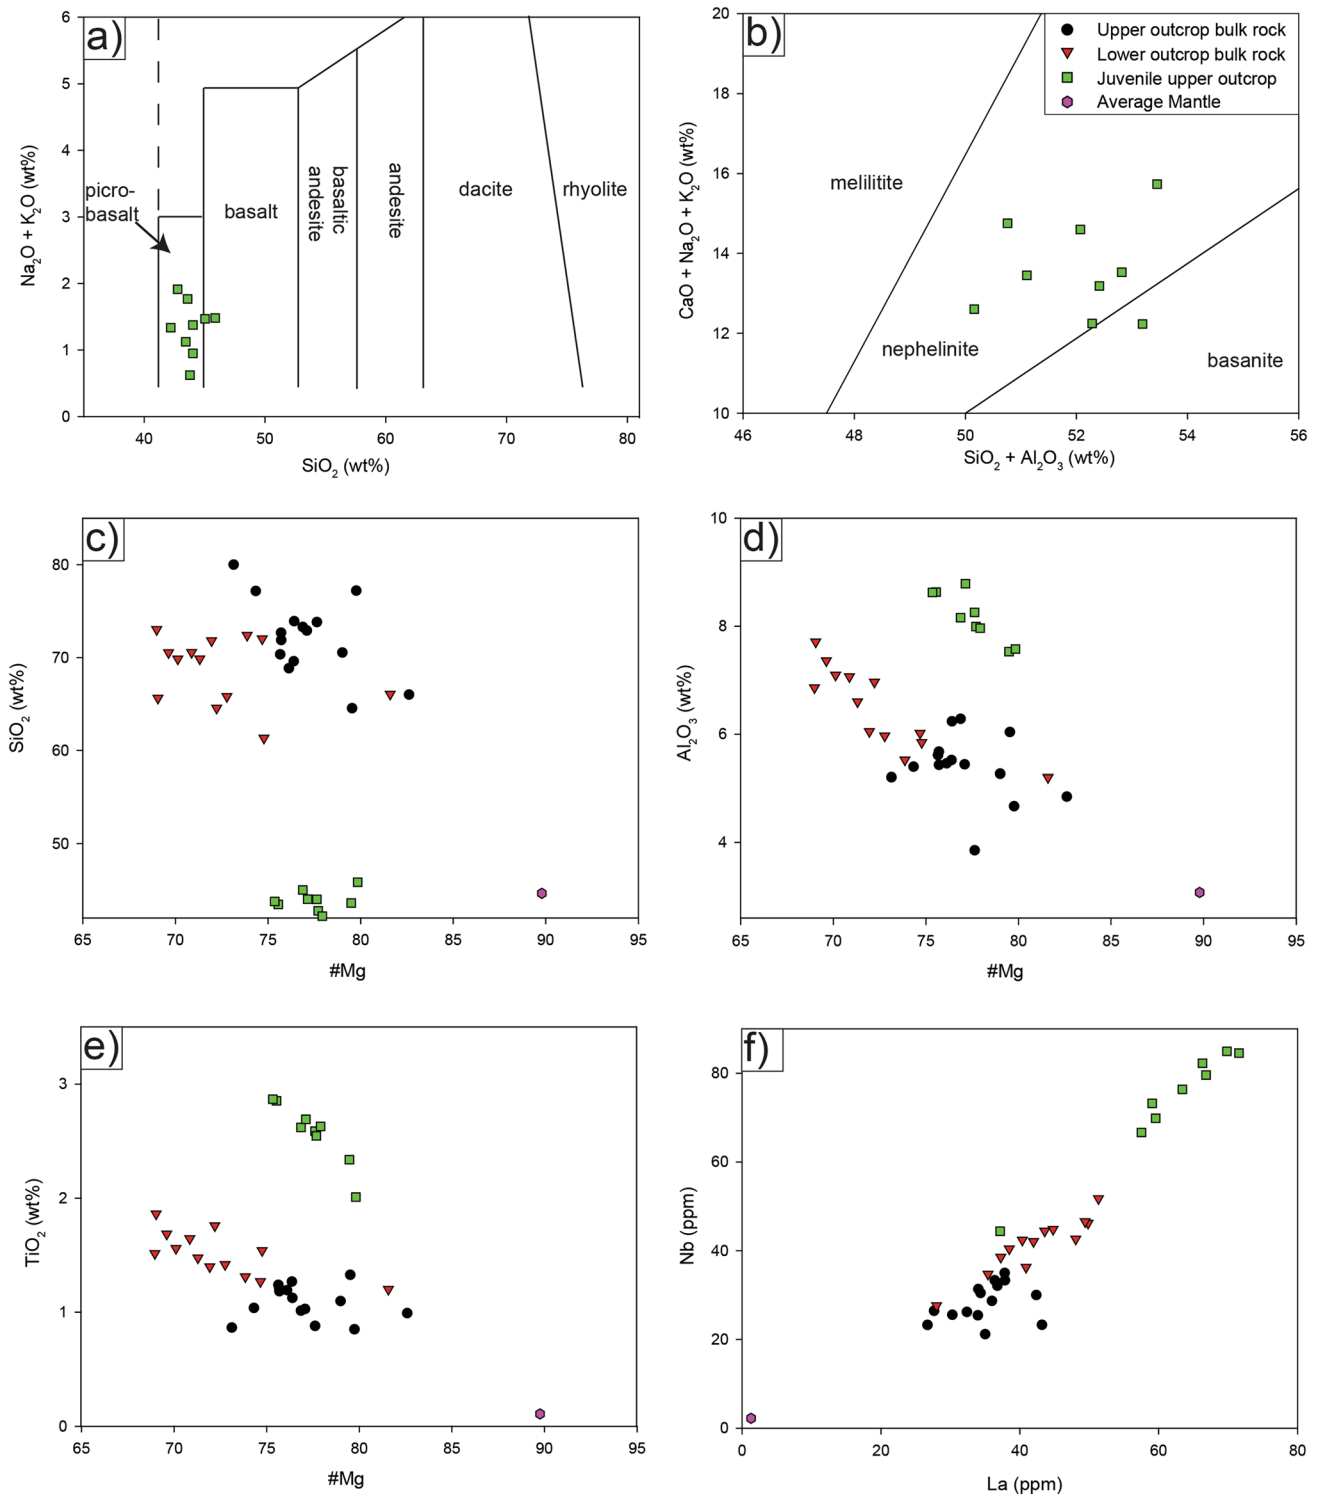 a)
6
5
4
3
2
1
0
Na₂O + K₂O (wt%)
picro-
basalt
basalt
basaltic
andesite
andesite
dacite
rhyolite
40 50 60 70 80
SiO₂ (wt%)
b)
20
18
16
14
12
10
CaO + Na₂O + K₂O (wt%)
Upper outcrop bulk rock
Lower outcrop bulk rock
Juvenile upper outcrop
Average Mantle
melilitite
nephelinite
basanite
46 48 50 52 54 56
SiO₂ + Al₂O₃ (wt%)
c)
80
70
60
50
SiO₂ (wt%)
65 70 75 80 85 90 95
#Mg
d)
10
8
6
4
Al₂O₃ (wt%)
65 70 75 80 85 90 95
#Mg
e)
3
2
1
0
TiO₂ (wt%)
65 70 75 80 85 90 95
#Mg
f)
80
60
40
20
0
Nb (ppm)
0 20 40 60 80
La (ppm)